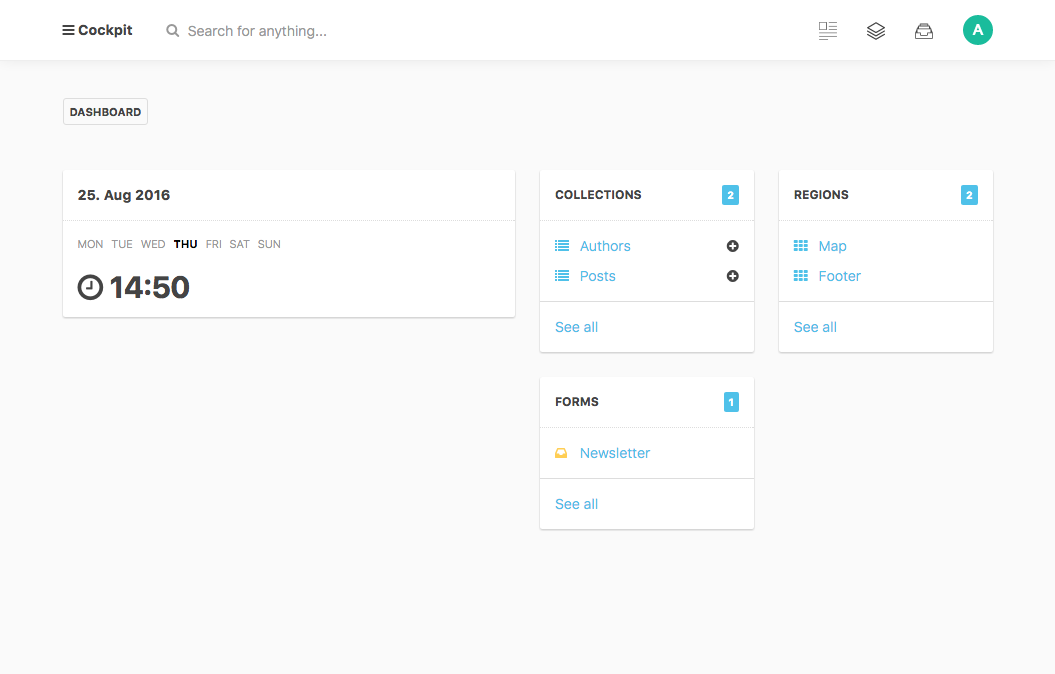 Cockpit
Search for anything...
A
DASHBOARD
25. Aug 2016
MON TUE WED THU FRI SAT SUN
14:50
COLLECTIONS 2
Authors
Posts
See all
REGIONS 2
Map
Footer
See all
FORMS 1
Newsletter
See all